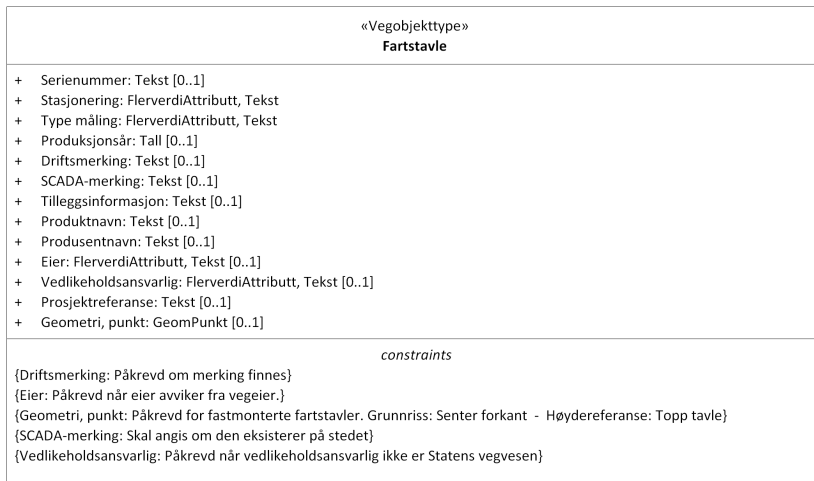 «Vegobjekttype»
Fartstavle
+ Serienummer: Tekst [0..1]
+ Stasjonering: FlerverdiAttributt, Tekst
+ Type måling: FlerverdiAttributt, Tekst
+ Produksjonsår: Tall [0..1]
+ Driftsmerking: Tekst [0..1]
+ SCADA-merking: Tekst [0..1]
+ Tilleggsinformasjon: Tekst [0..1]
+ Produktnavn: Tekst [0..1]
+ Produsentnavn: Tekst [0..1]
+ Eier: FlerverdiAttributt, Tekst [0..1]
+ Vedlikeholdsansvarlig: FlerverdiAttributt, Tekst [0..1]
+ Prosjektreferanse: Tekst [0..1]
+ Geometri, punkt: GeomPunkt [0..1]
constraints
{Driftsmerking: Påkrevd om merking finnes}
{Eier: Påkrevd når eier avviker fra vegeier.}
{Geometri, punkt: Påkrevd for fastmonterte fartstavler. Grunnriss: Senter forkant - Høydereferanse: Topp tavle}
{SCADA-merking: Skal angis om den eksisterer på stedet}
{Vedlikeholdsansvarlig: Påkrevd når vedlikeholdsansvarlig ikke er Statens vegvesen}